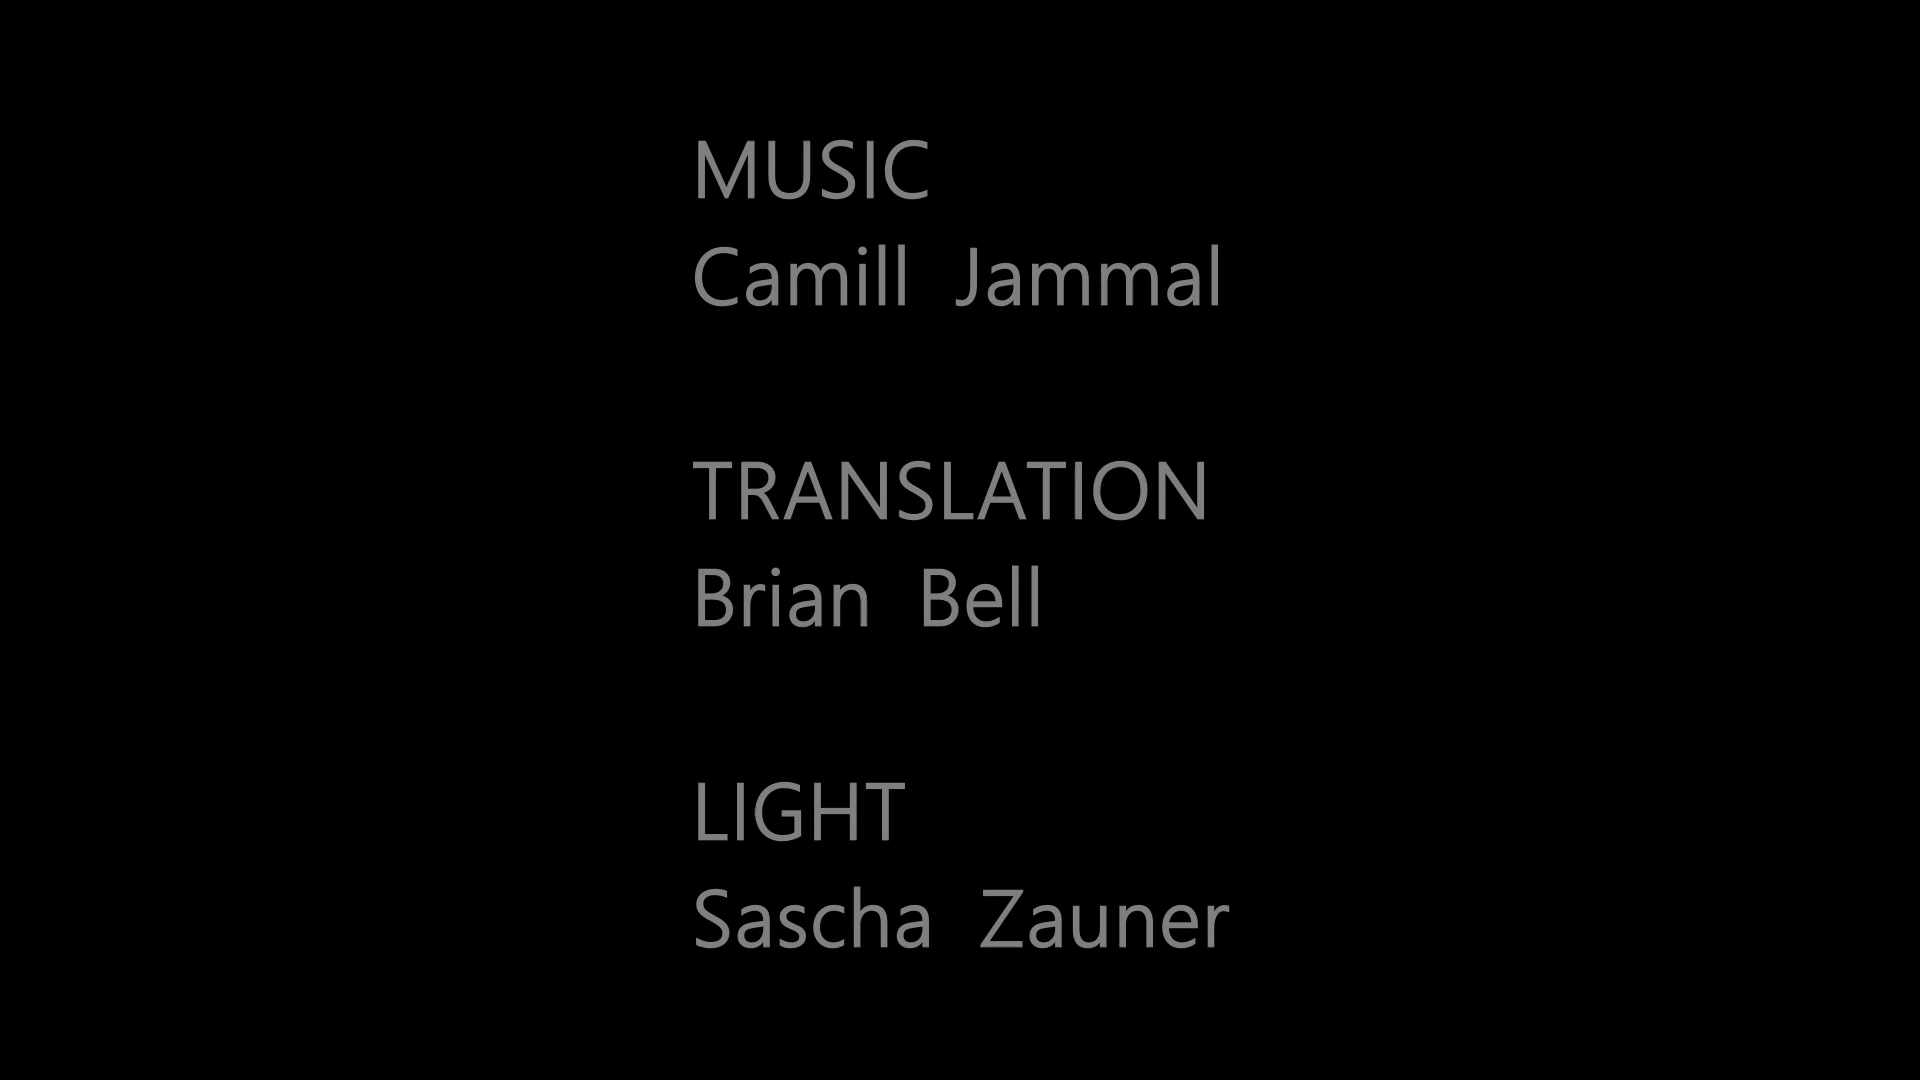 MUSIC
Camill Jammal
TRANSLATION
Brian Bell
LIGHT
Sascha Zauner